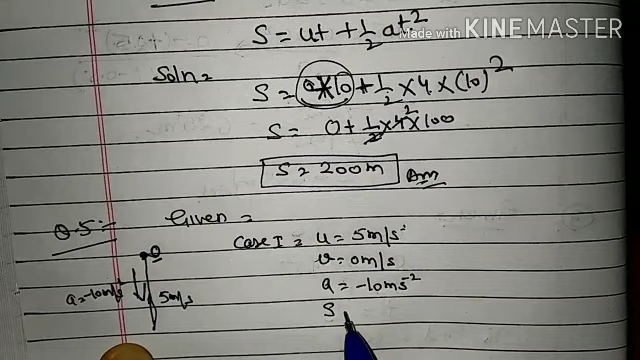 S = ut + 1/2 at²
Made With KINEMASTER
Soln =
S = 0×10 + 1/2 × 4 × (10)²
S = 0 + 1/2 × 4² × 100
S = 200m Ans
Q.5:- Given =
Case I = u = 5m/s
v = 0m/s
a = -10ms⁻²
a = -10m/s² 5m/s
S